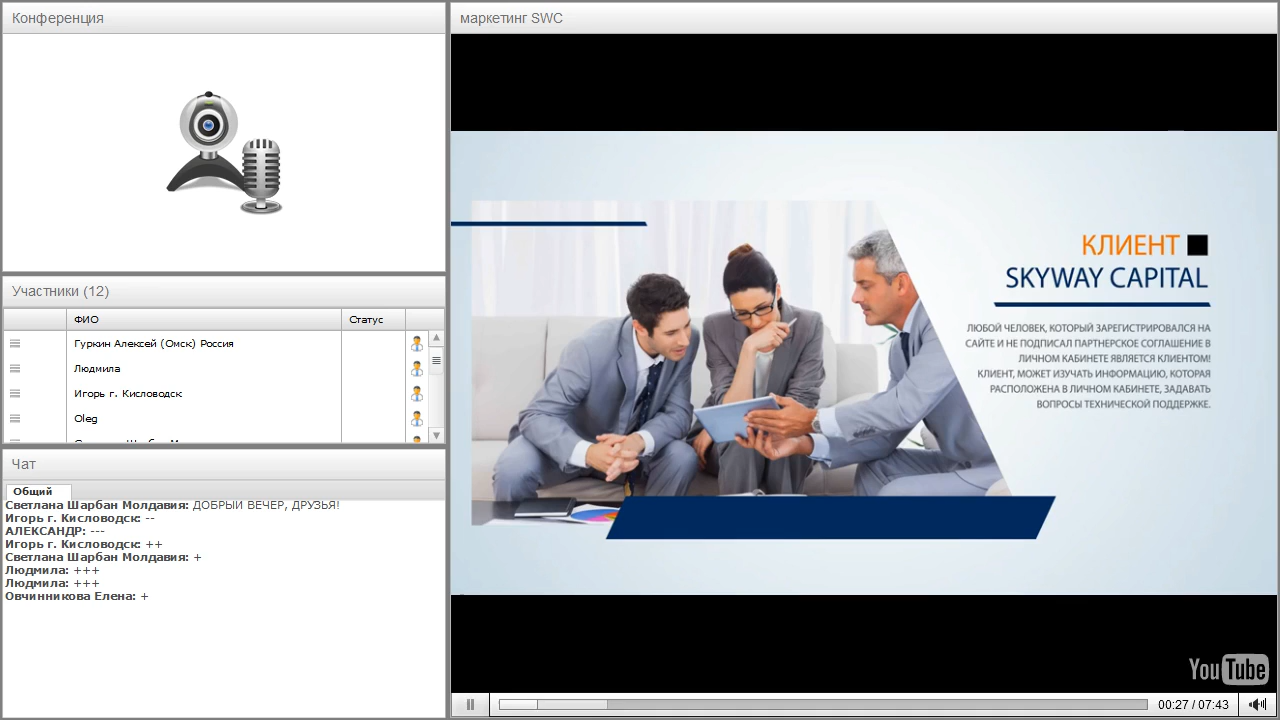 Конференция
маркетинг SWC
Участники (12)
ФИО
Статус
Гуркин Алексей (Омск) Россия
Людмила
Игорь г. Кисловодск
Oleg
Чат
Общий
Светлана Шарбан Молдавия: ДОБРЫЙ ВЕЧЕР, ДРУЗЬЯ!
Игорь г. Кисловодск: --
АЛЕКСАНДР: ---
Игорь г. Кисловодск: ++
Светлана Шарбан Молдавия: +
Людмила: +++
Людмила: +++
Овчинникова Елена: +
КЛИЕНТ
SKYWAY CAPITAL
ЛЮБОЙ ЧЕЛОВЕК, КОТОРЫЙ ЗАРЕГИСТРИРОВАЛСЯ НА
САЙТЕ И НЕ ПОДПИСАЛ ПАРТНЕРСКОЕ СОГЛАШЕНИЕ В
ЛИЧНОМ КАБИНЕТЕ ЯВЛЯЕТСЯ КЛИЕНТОМ!
КЛИЕНТ, МОЖЕТ ИЗУЧАТЬ ИНФОРМАЦИЮ, КОТОРАЯ
РАСПОЛОЖЕНА В ЛИЧНОМ КАБИНЕТЕ, ЗАДАВАТЬ
ВОПРОСЫ ТЕХНИЧЕСКОЙ ПОДДЕРЖКЕ.
YouTube
00:27 / 07:43